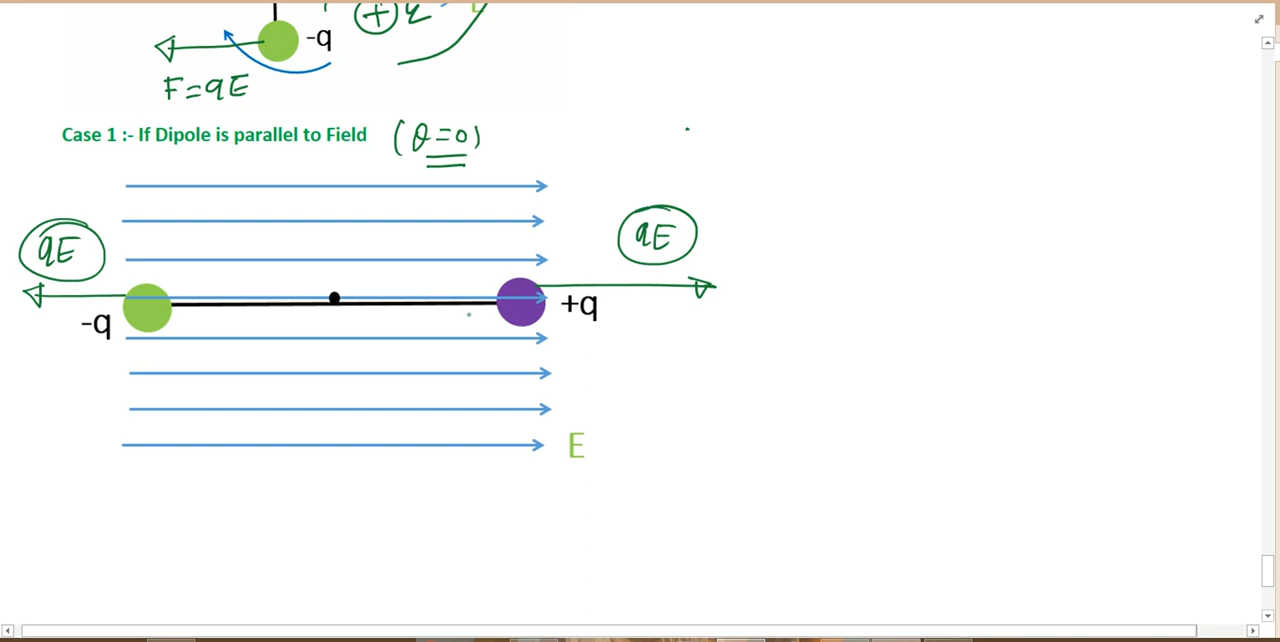 -q
F=qE
Case 1 :- If Dipole is parallel to Field (θ=0)
qE
qE
-q
+q
E